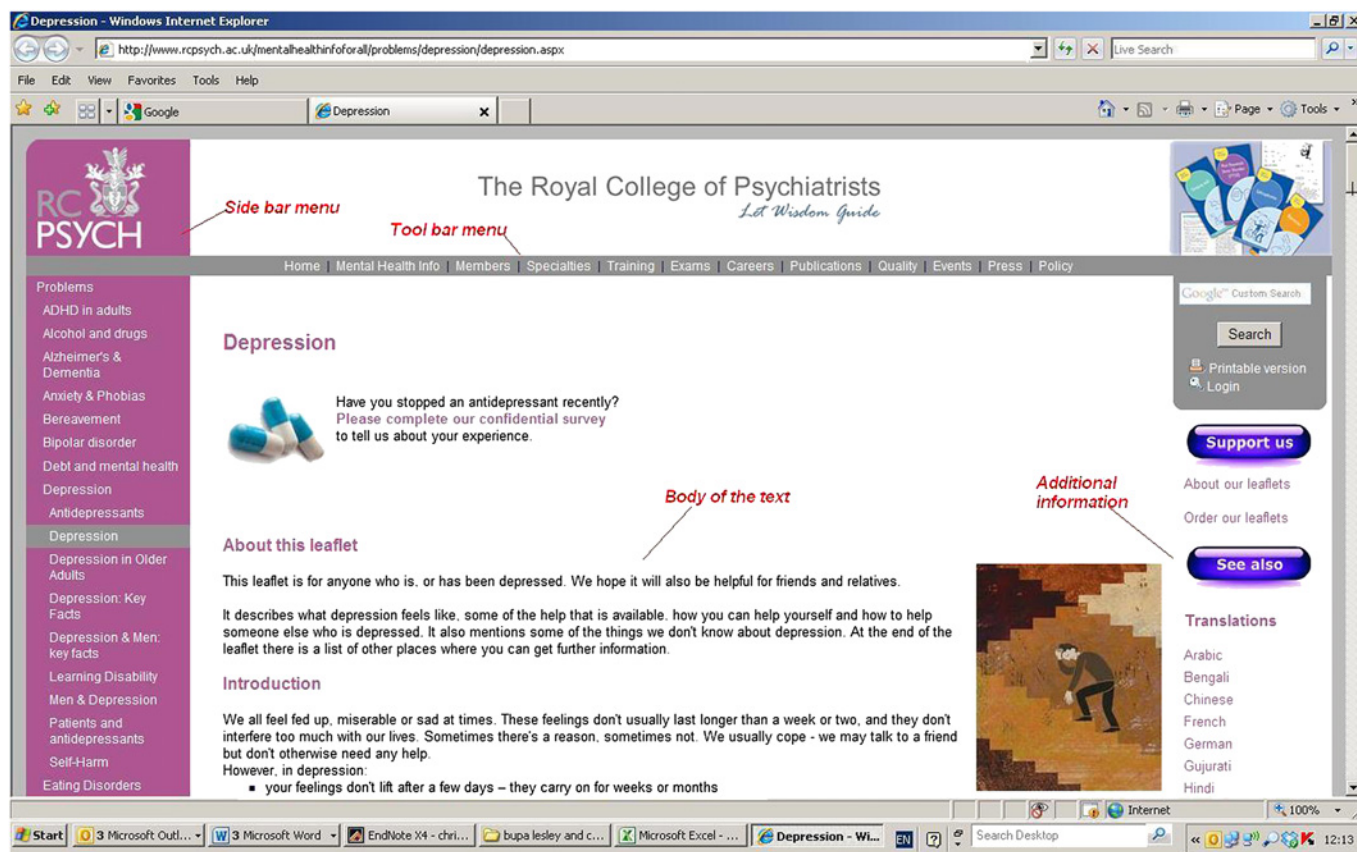 Depression - Windows Internet Explorer
http://www.rcpsych.ac.uk/mentalhealthinfoforall/problems/depression/depression.aspx
Live Search
File Edit View Favorites Tools Help
Google
Depression
Page
Tools
RC
PSYCH
The Royal College of Psychiatrists
Let Wisdom Guide
Side bar menu
Tool bar menu
Home | Mental Health Info | Members | Specialties | Training | Exams | Careers | Publications | Quality | Events | Press | Policy
Problems
ADHD in adults
Alcohol and drugs
Alzheimer's &
Dementia
Anxiety & Phobias
Bereavement
Bipolar disorder
Debt and mental health
Depression
Antidepressants
Depression
Depression in Older
Adults
Depression: Key
Facts
Depression & Men:
key facts
Learning Disability
Men & Depression
Patients and
antidepressants
Self-Harm
Eating Disorders
Depression
Have you stopped an antidepressant recently?
Please complete our confidential survey
to tell us about your experience.
Body of the text
About this leaflet
This leaflet is for anyone who is, or has been depressed. We hope it will also be helpful for friends and relatives.
It describes what depression feels like, some of the help that is available, how you can help yourself and how to help
someone else who is depressed. It also mentions some of the things we don't know about depression. At the end of the
leaflet there is a list of other places where you can get further information.
Introduction
We all feel fed up, miserable or sad at times. These feelings don't usually last longer than a week or two, and they don't
interfere too much with our lives. Sometimes there's a reason, sometimes not. We usually cope - we may talk to a friend
but don't otherwise need any help.
However, in depression:
▪ your feelings don't lift after a few days – they carry on for weeks or months
Google™ Custom Search
Search
Printable version
Login
Support us
About our leaflets
Order our leaflets
Additional
information
See also
Translations
Arabic
Bengali
Chinese
French
German
Gujurati
Hindi
Internet
100%
Start
3 Microsoft Outl...
3 Microsoft Word
EndNote X4 - chri...
bupa lesley and c...
Microsoft Excel - ...
Depression - Wi...
EN
Search Desktop
12:13